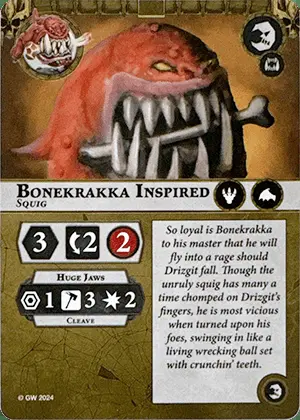 BONEKRAKKA INSPIRED
SQUIG
3 2 2
HUGE JAWS
1 3 2
CLEAVE
So loyal is Bonekrakka
to his master that he will
fly into a rage should
Drizgit fall. Though the
unruly squig has many a
time chomped on Drizgit's
fingers, he is most vicious
when turned upon his
foes, swinging in like a
living wrecking ball set
with crunchin' teeth.
© GW 2024